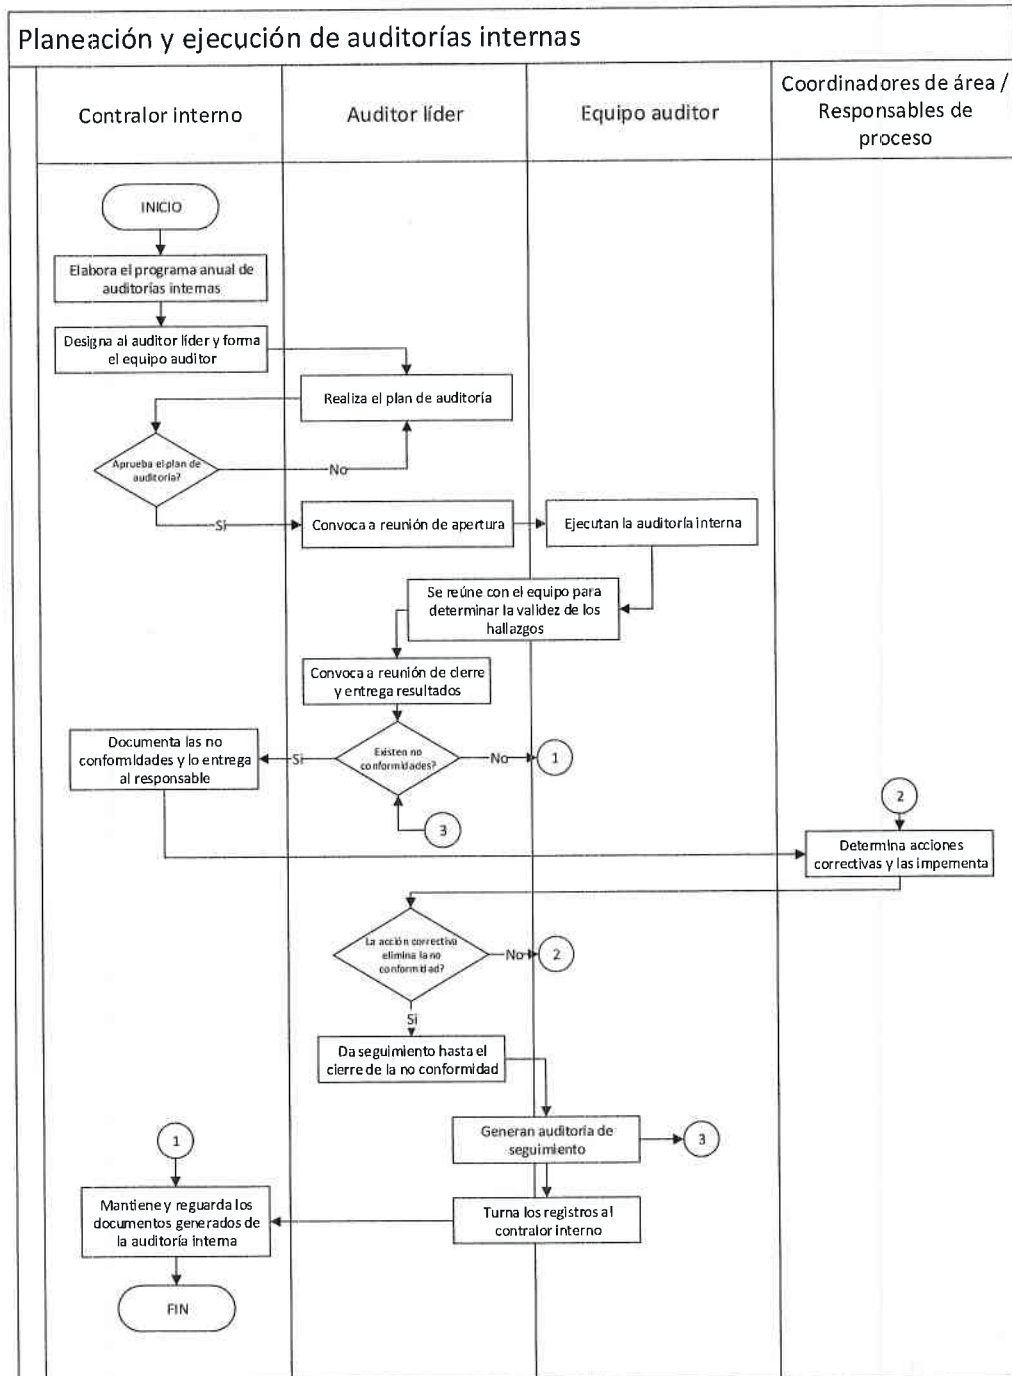 Planeación y ejecución de auditorías internas
Contralor interno
Auditor líder
Equipo auditor
Coordinadores de área /
Responsables de
proceso
INICIO
Elabora el programa anual de
auditorías internas
Designa al auditor líder y forma
el equipo auditor
Realiza el plan de auditoría
Aprueba el plan de
auditoría?
No
Si
Convoca a reunión de apertura
Ejecutan la auditoría interna
Se reúne con el equipo para
determinar la validez de los
hallazgos
Convoca a reunión de cierre
y entrega resultados
Documenta las no
conformidades y lo entrega
al responsable
Si
Existen no
conformidades?
No
1
2
3
Determina acciones
correctivas y las impementa
La acción correctiva
elimina la no
conformidad?
No
2
Si
Da seguimiento hasta el
cierre de la no conformidad
1
Generan auditoría de
seguimiento
3
Mantiene y reguarda los
documentos generados de
la auditoría interna
Turna los registros al
contralor interno
FIN